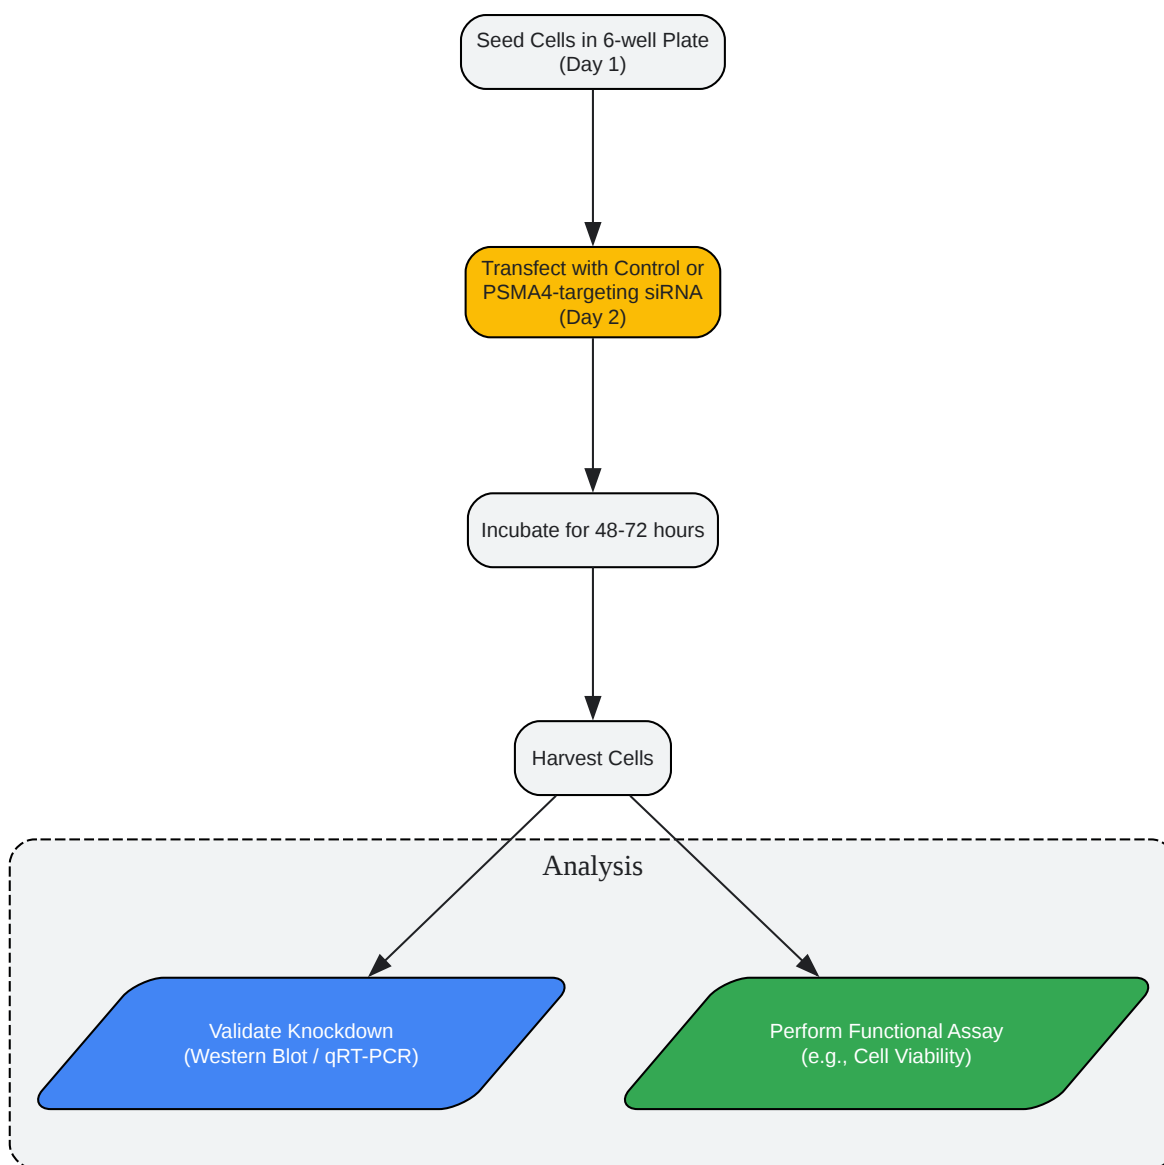 Seed Cells in 6-well Plate
(Day 1)
Transfect with Control or
PSMA4-targeting siRNA
(Day 2)
Incubate for 48-72 hours
Harvest Cells
Analysis
Validate Knockdown
(Western Blot / qRT-PCR)
Perform Functional Assay
(e.g., Cell Viability)